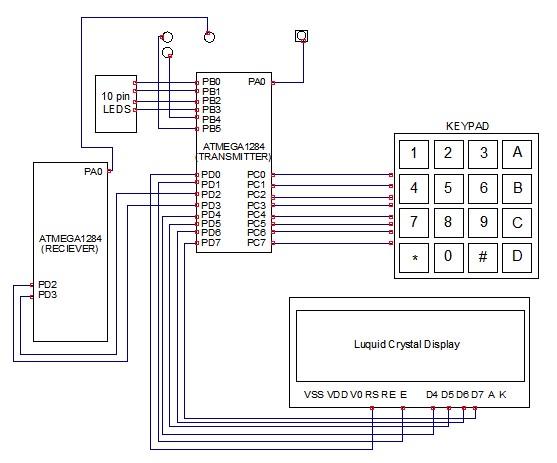 10 pin
LEDS
PB0
PB1
PB2
PB3
PB4
PB5
PA0
ATMEGA1284
(TRANSMITTER)
PD0
PD1
PD2
PD3
PD4
PD5
PD6
PD7
PC0
PC1
PC2
PC3
PC4
PC5
PC6
PC7
KEYPAD
1 2 3 A
4 5 6 B
7 8 9 C
* 0 # D
PA0
ATMEGA1284
(RECIEVER)
PD2
PD3
Luquid Crystal Display
VSS VDD V0 RS RE E D4 D5 D6 D7 A K